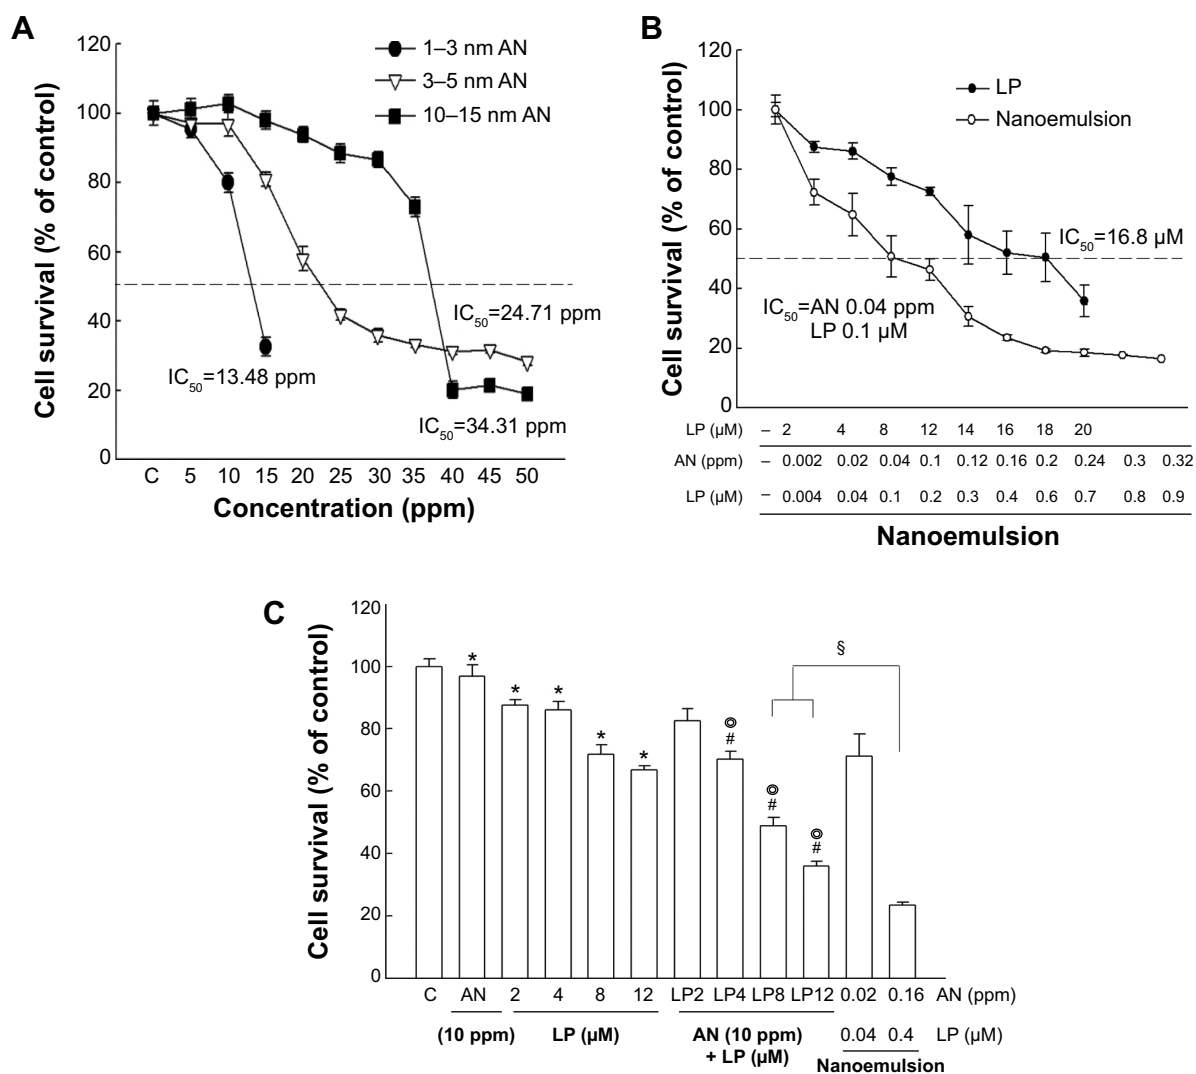 A
120
100
80
60
40
20
0
Cell survival (% of control)
1–3 nm AN
3–5 nm AN
10–15 nm AN
IC50=24.71 ppm
IC50=13.48 ppm
IC50=34.31 ppm
C 5 10 15 20 25 30 35 40 45 50
Concentration (ppm)
B
120
100
80
60
40
20
0
Cell survival (% of control)
LP
Nanoemulsion
IC50=16.8 µM
IC50=AN 0.04 ppm
LP 0.1 µM
LP (µM) – 2 4 8 12 14 16 18 20
AN (ppm) – 0.002 0.02 0.04 0.1 0.12 0.16 0.2 0.24 0.3 0.32
LP (µM) – 0.004 0.04 0.1 0.2 0.3 0.4 0.6 0.7 0.8 0.9
Nanoemulsion
C
120
100
80
60
40
20
0
Cell survival (% of control)
§
* * * * *
◎ ◎ ◎
# # #
C AN 2 4 8 12 LP2 LP4 LP8 LP12 0.02 0.16 AN (ppm)
(10 ppm) LP (µM) AN (10 ppm) 0.04 0.4 LP (µM)
+ LP (µM) Nanoemulsion